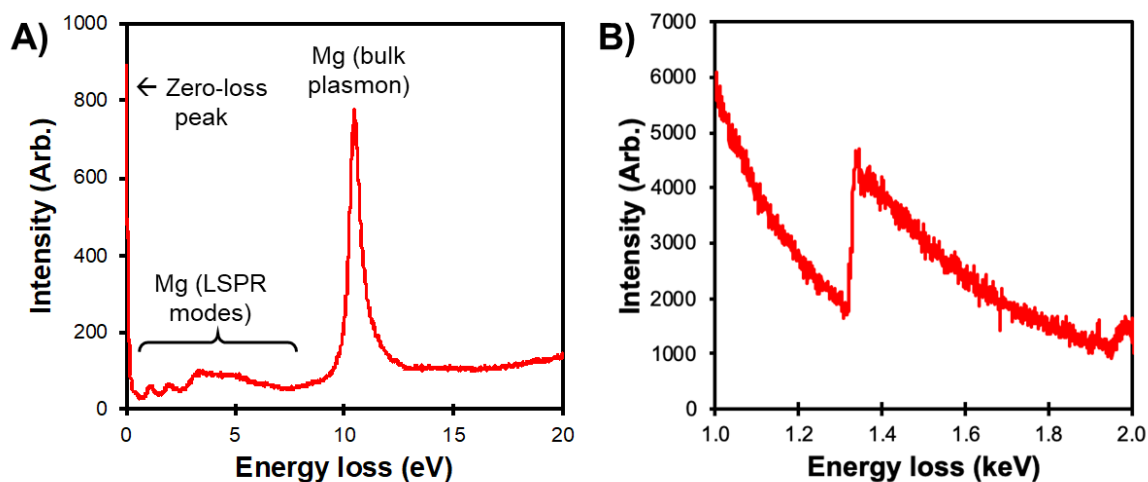 A)
1000
800
600
400
200
0
Intensity (Arb.)
← Zero-loss
peak
Mg (bulk
plasmon)
Mg (LSPR
modes)
0
5
10
15
20
Energy loss (eV)
B)
7000
6000
5000
4000
3000
2000
1000
0
Intensity (Arb.)
1.0
1.2
1.4
1.6
1.8
2.0
Energy loss (keV)